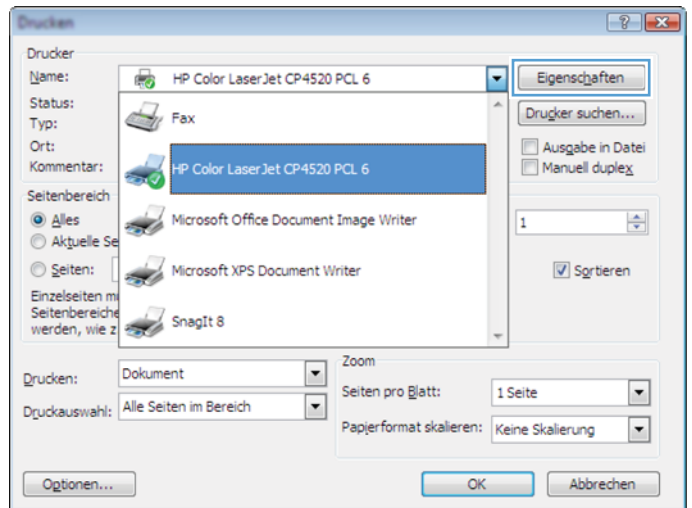 Drucken
Drucker
Name: HP Color LaserJet CP4520 PCL 6 Eigenschaften
Status:
Typ:
Ort:
Kommentar:
Fax
HP Color LaserJet CP4520 PCL 6
Microsoft Office Document Image Writer
Microsoft XPS Document Writer
SnagIt 8
Drucker suchen...
Ausgabe in Datei
Manuell duplex
Seitenbereich
Alles
Aktuelle Se
Seiten:
Einzelseiten m
Seitenbereiche
werden, wie z
1
Sortieren
Drucken: Dokument
Druckauswahl: Alle Seiten im Bereich
Zoom
Seiten pro Blatt: 1 Seite
Papierformat skalieren: Keine Skalierung
Optionen... OK Abbrechen